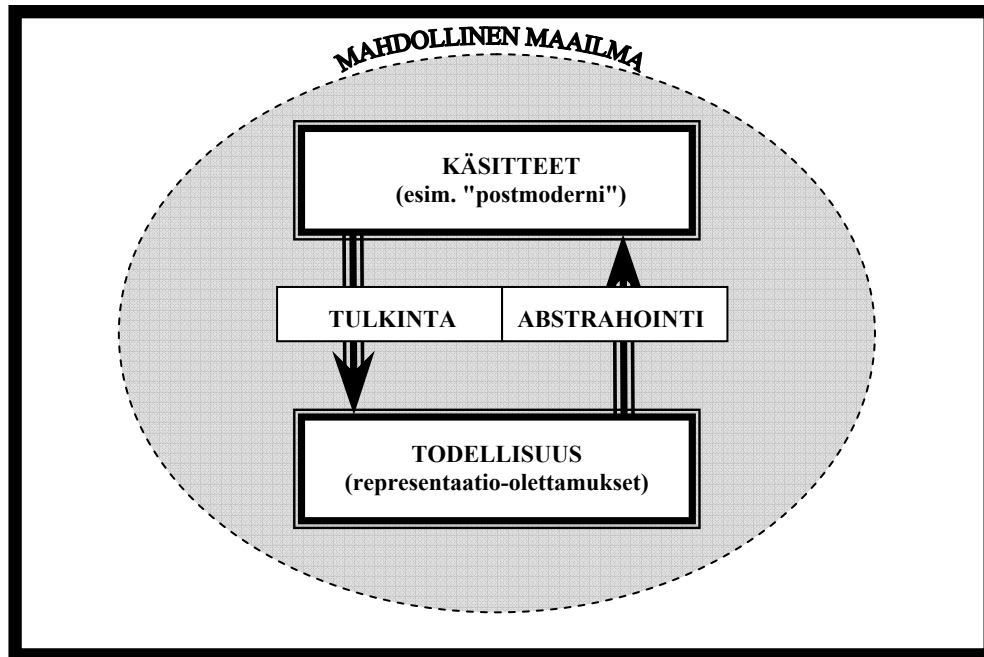 MAHDOLLINEN MAAILMA
KÄSITTEET
(esim. "postmoderni")
TULKINTA
ABSTRAHOINTI
TODELLISUUS
(representaatio-olettamukset)